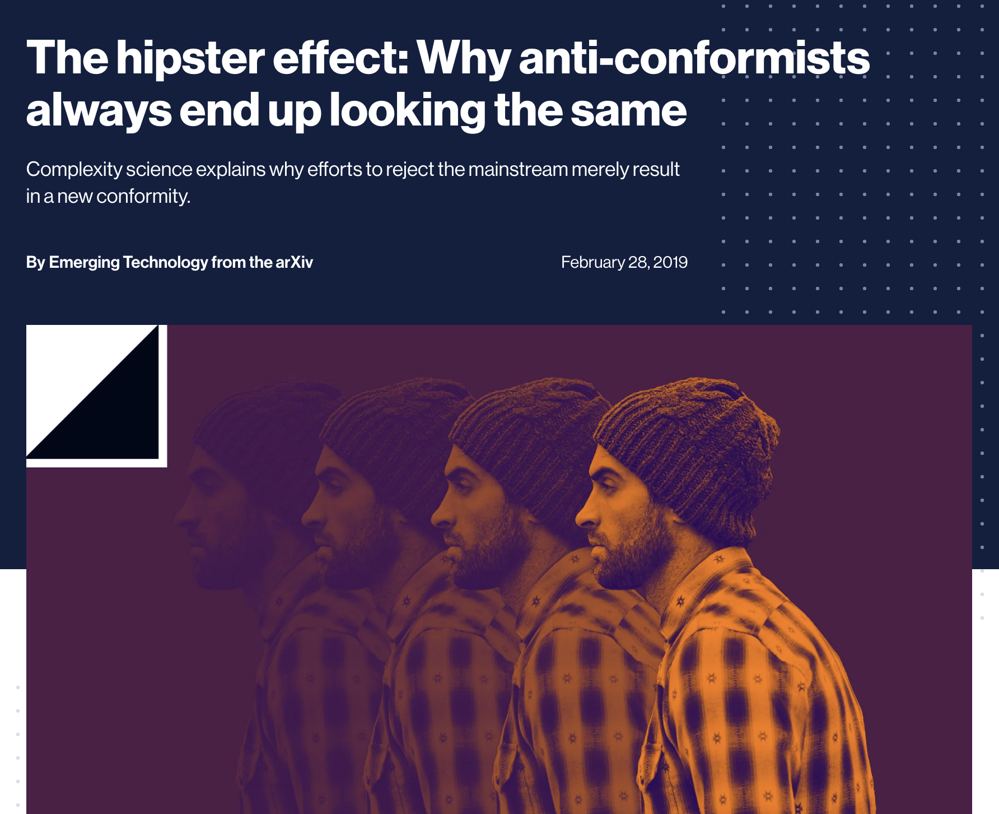 The hipster effect: Why anti-conformists
always end up looking the same
Complexity science explains why efforts to reject the mainstream merely result
in a new conformity.
By Emerging Technology from the arXiv
February 28, 2019